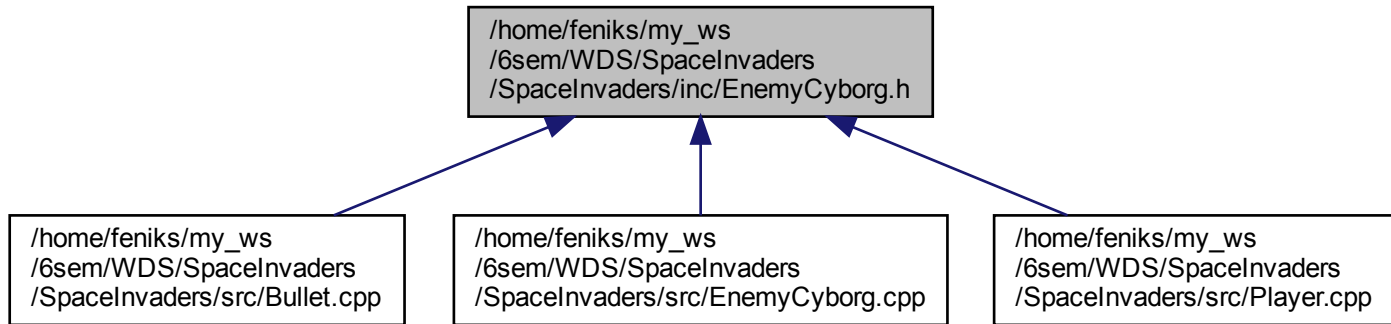 /home/feniks/my_ws
/6sem/WDS/SpaceInvaders
/SpaceInvaders/inc/EnemyCyborg.h
/home/feniks/my_ws
/6sem/WDS/SpaceInvaders
/SpaceInvaders/src/Bullet.cpp
/home/feniks/my_ws
/6sem/WDS/SpaceInvaders
/SpaceInvaders/src/EnemyCyborg.cpp
/home/feniks/my_ws
/6sem/WDS/SpaceInvaders
/SpaceInvaders/src/Player.cpp